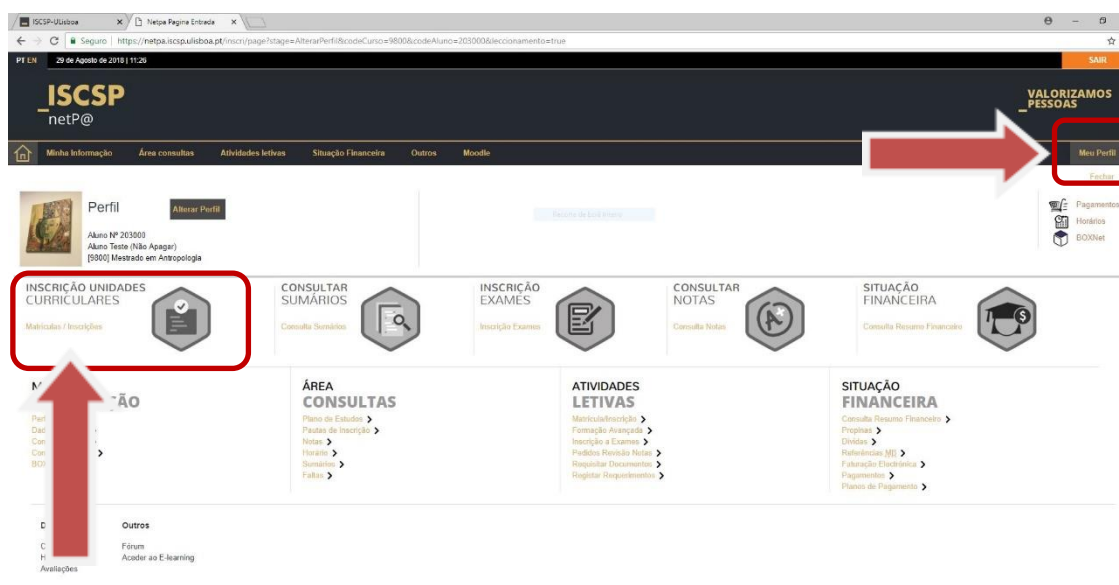 ISCSP-ULisboa
Netpa Pagina Entrada
Seguro
https://netpa.iscsp.ulisboa.pt/inscri/page?stage=AlterarPerfil&codeCurso=9800&codeAluno=203000&leccionamento=true
PT EN 29 de Agosto de 2018 | 11:26
SAIR
_ISCSP
netP@
VALORIZAMOS
_PESSOAS
Minha Informação Área consultas Atividades letivas Situação Financeira Outros Moodle
Meu Perfil
Fechar
Perfil
Alterar Perfil
Aluno Nº 203000
Aluno Teste (Não Apagar)
[9800] Mestrado em Antropologia
Pagamentos
Horários
BOXNet
INSCRIÇÃO UNIDADES
CURRICULARES
Matrículas / Inscrições
CONSULTAR
SUMÁRIOS
Consulta Sumários
INSCRIÇÃO
EXAMES
Inscrição Exames
CONSULTAR
NOTAS
Consulta Notas
SITUAÇÃO
FINANCEIRA
Consulta Resumo Financeiro
ÁREA
CONSULTAS
Plano de Estudos
Pautas de Inscrição
Notas
Horário
Sumários
Faltas
ATIVIDADES
LETIVAS
Matrícula/Inscrição
Formação Avançada
Inscrição a Exames
Pedidos Revisão Notas
Requisitar Documentos
Registar Requerimentos
SITUAÇÃO
FINANCEIRA
Consulta Resumo Financeiro
Propinas
Dívidas
Referências MB
Faturação Electrónica
Pagamentos
Planos de Pagamento
Avaliações
Outros
Fórum
Aceder ao E-learning